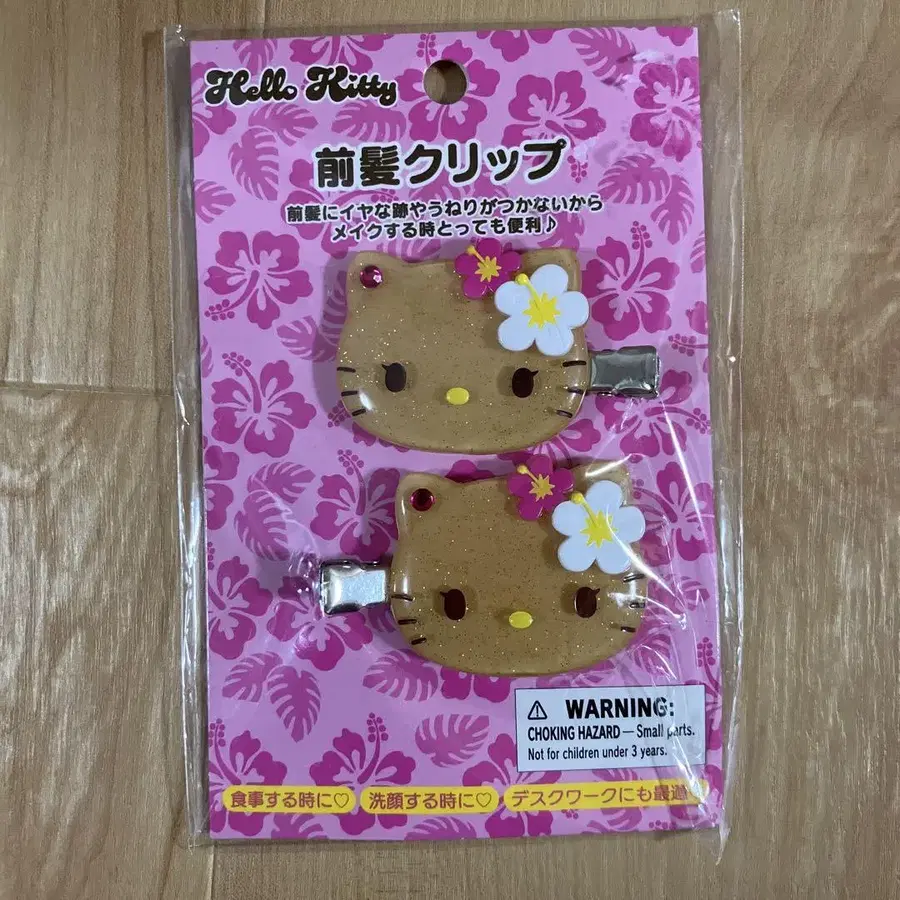 Hello Kitty
前髪クリップ
前髪にイヤな跡やうねりがつかないから
メイクする時とっても便利♪
⚠ WARNING:
CHOKING HAZARD — Small parts.
Not for children under 3 years.
食事する時に♡ 洗顔する時に♡ デスクワークにも最適